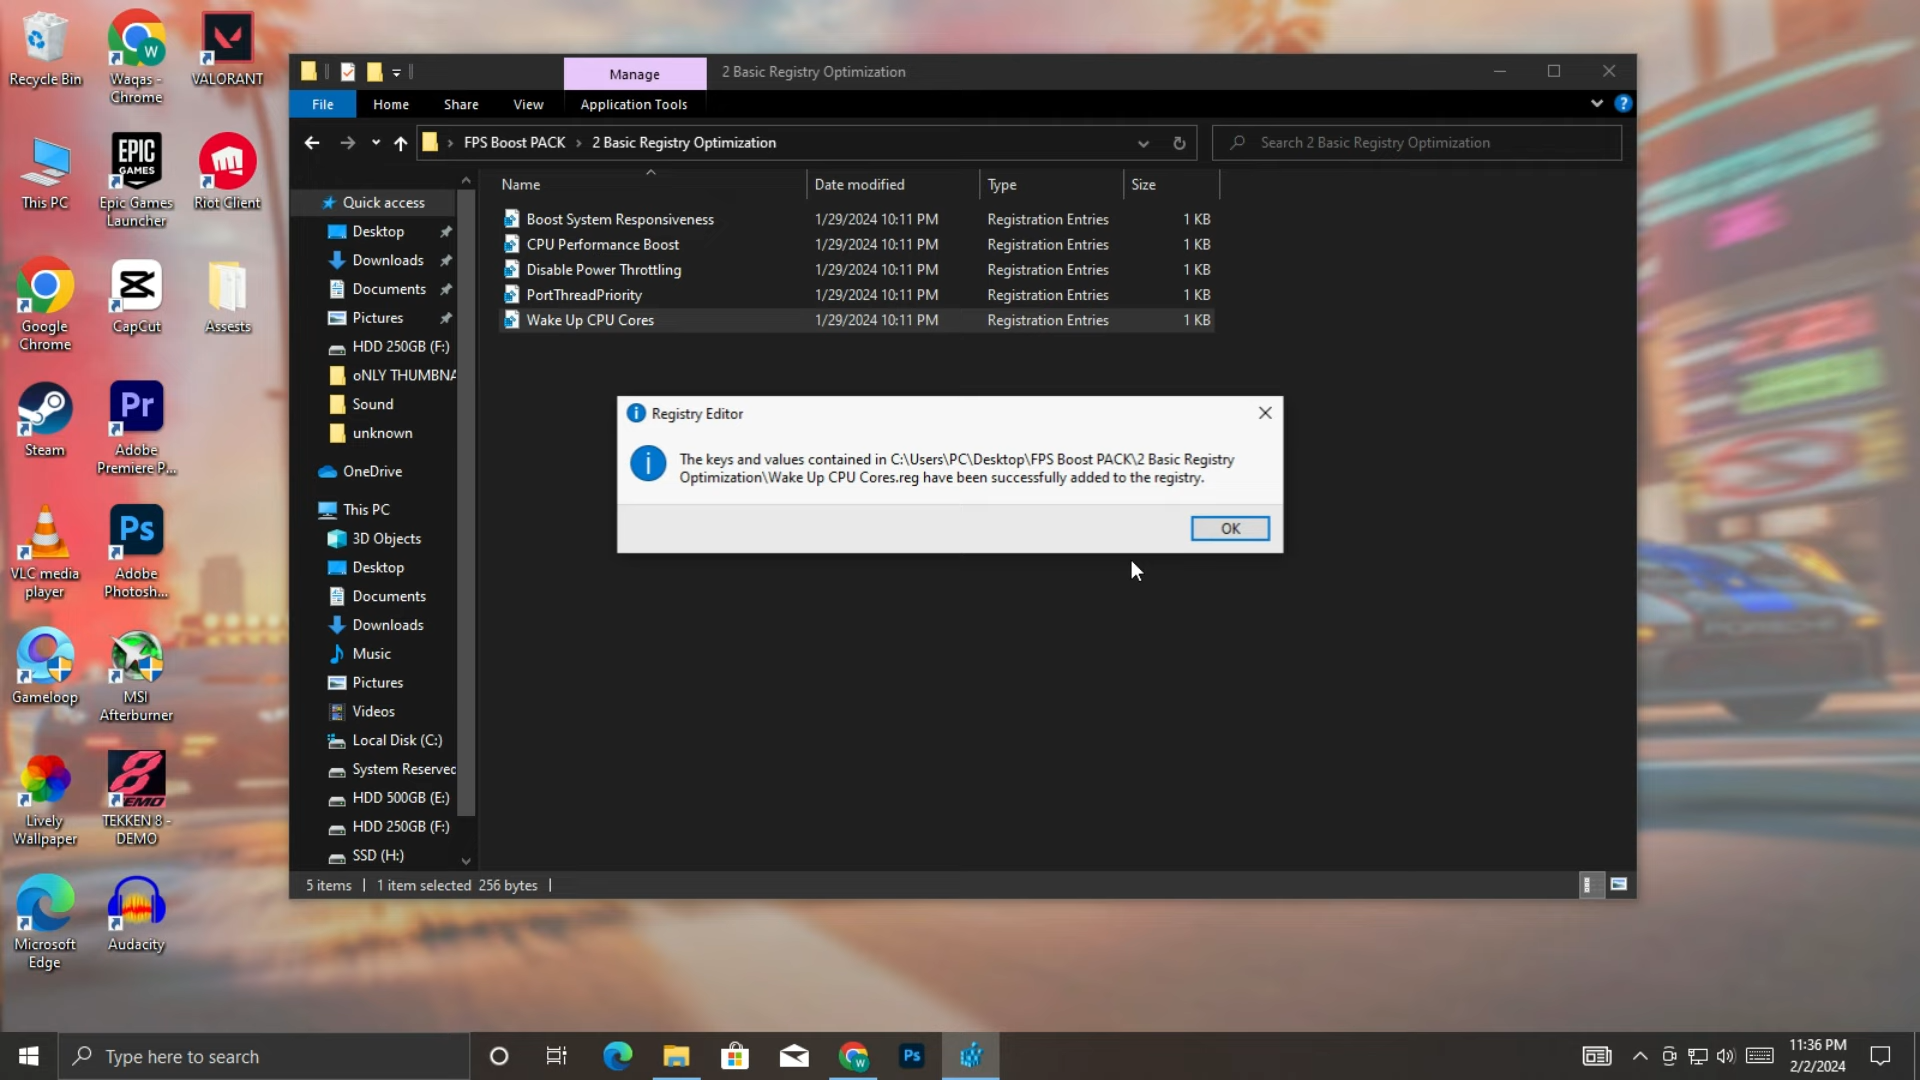 Recycle Bin
Waqas -
Chrome
VALORANT
This PC
EPIC
GAMES
Epic Games
Launcher
Riot Client
Google
Chrome
CapCut
Assests
Steam
Pr
Adobe
Premiere P...
VLC media
player
Ps
Adobe
Photosh...
Gameloop
MSI
Afterburner
Lively
Wallpaper
TEKKEN 8 -
DEMO
Microsoft
Edge
Audacity
Manage
2 Basic Registry Optimization
File
Home
Share
View
Application Tools
FPS Boost PACK > 2 Basic Registry Optimization
Search 2 Basic Registry Optimization
Quick access
Desktop
Downloads
Documents
Pictures
HDD 250GB (F:)
oNLY THUMBNA
Sound
unknown
OneDrive
This PC
3D Objects
Desktop
Documents
Downloads
Music
Pictures
Videos
Local Disk (C:)
System Reserved
HDD 500GB (E:)
HDD 250GB (F:)
SSD (H:)
Name Date modified Type Size
Boost System Responsiveness 1/29/2024 10:11 PM Registration Entries 1 KB
CPU Performance Boost 1/29/2024 10:11 PM Registration Entries 1 KB
Disable Power Throttling 1/29/2024 10:11 PM Registration Entries 1 KB
PortThreadPriority 1/29/2024 10:11 PM Registration Entries 1 KB
Wake Up CPU Cores 1/29/2024 10:11 PM Registration Entries 1 KB
Registry Editor
The keys and values contained in C:\Users\PC\Desktop\FPS Boost PACK\2 Basic Registry
Optimization\Wake Up CPU Cores.reg have been successfully added to the registry.
OK
5 items | 1 item selected 256 bytes |
Type here to search
Ps
11:36 PM
2/2/2024